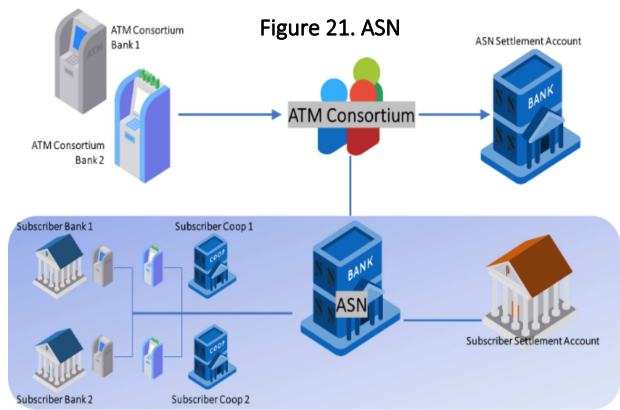 Figure 21. ASN
ATM Consortium
Bank 1
ATM
ASN Settlement Account
BANK
ATM Consortium
ATM Consortium
Bank 2
Subscriber Bank 1
Subscriber Coop 1
COOP
BANK
ASN
Subscriber Settlement Account
COOP
Subscriber Bank 2
Subscriber Coop 2